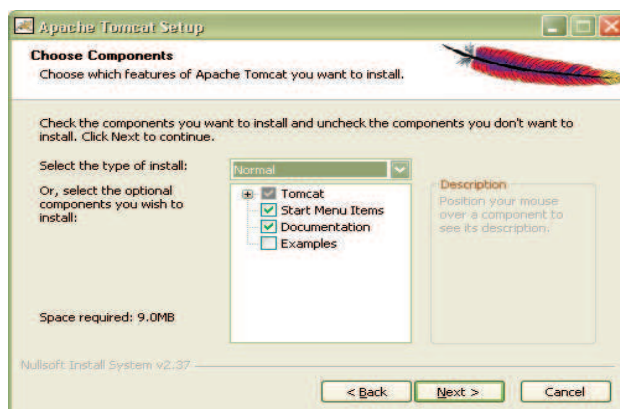 Apache Tomcat Setup
Choose Components
Choose which features of Apache Tomcat you want to install.
Check the components you want to install and uncheck the components you don't want to
install. Click Next to continue.
Select the type of install:
Normal
Or, select the optional
components you wish to
install:
Tomcat
Start Menu Items
Documentation
Examples
Description
Position your mouse
over a component to
see its description.
Space required: 9.0MB
Nullsoft Install System v2.37
< Back
Next >
Cancel